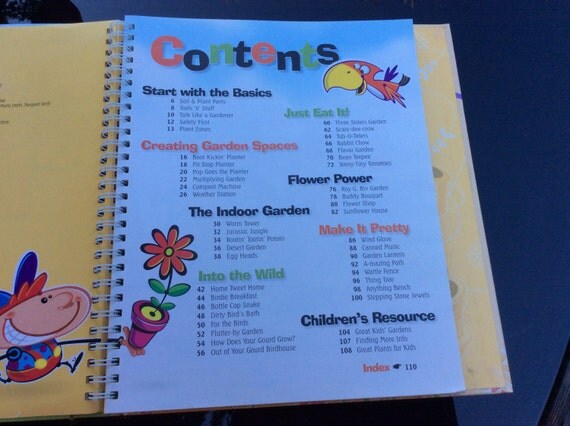 Contents
Start with the Basics
6 Soil & Plant Parts
8 Tools 'n' Stuff
10 Talk Like a Gardener
12 Safety First
13 Plant Zones
Creating Garden Spaces
16 Root Kickin' Planter
18 Pit Stop Planter
20 Pop Goes the Planter
22 Multiplying Garden
24 Compost Machine
26 Weather Station
The Indoor Garden
30 Worm Tower
32 Jurassic Jungle
34 Rootin' Tootin' Potato
36 Desert Garden
38 Egg Heads
Into the Wild
42 Home Tweet Home
44 Birdie Breakfast
46 Bottle Cap Snake
48 Dirty Bird's Bath
50 For the Birds
52 Flutter-by Garden
54 How Does Your Gourd Grow?
56 Out of Your Gourd Birdhouse
Just Eat It!
60 Three Sisters Garden
62 Scare-dee-crow
64 Tub-O-Taters
66 Rabbit Chow
68 Flavor Garden
70 Bean Teepee
72 Teeny-Tiny Tomatoes
Flower Power
76 Roy G. Biv Garden
78 Buddy Bouquet
80 Flower Shop
82 Sunflower House
Make It Pretty
86 Wind Glove
88 Canned Music
90 Garden Lantern
92 A-mazing Path
94 Wattle Fence
96 Thing Tree
98 Anything Bench
100 Stepping Stone Jewels
Children's Resource
104 Great Kids' Gardens
107 Finding More Info
108 Great Plants for Kids
Index 110